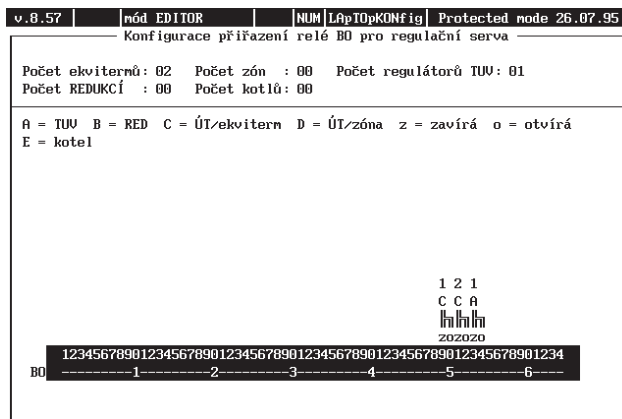 v.8.57 mód EDITOR NUM LApTOpKONfig Protected mode 26.07.95
Konfigurace přiřazení relé BO pro regulační serva
Počet ekvitermů: 02 Počet zón : 00 Počet regulátorů TUV: 01
Počet REDUKCÍ : 00 Počet kotlů: 00
A = TUV B = RED C = ÚT/ekviterm D = ÚT/zóna z = zavírá o = otvírá
E = kotel
1 2 1
C C A
zozozo
1234567890123456789012345678901234567890123456789012345678901234
BO ---------1---------2---------3---------4---------5---------6----